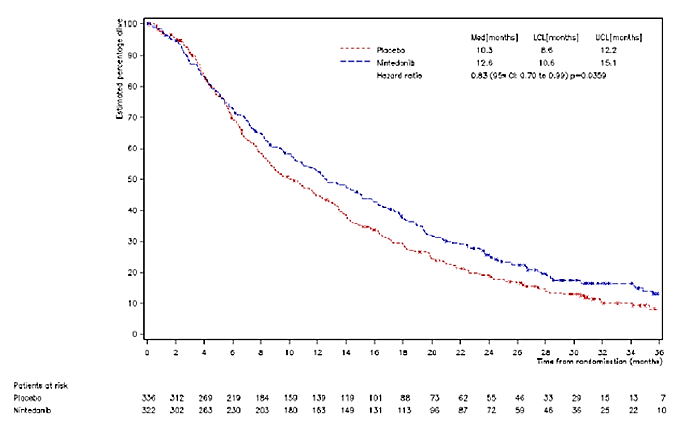 Estimated percentage alive
Med[months] LCL[months] UCL[months]
Placebo 10.3 8.6 12.2
Nintedanib 12.6 10.6 15.1
Hazard ratio 0.83 (95% CI: 0.70 to 0.99) p=0.0359
100
90
80
70
60
50
40
30
20
10
0
0 2 4 6 8 10 12 14 16 18 20 22 24 26 28 30 32 34 36
Time from randomisation (months)
Patients at risk
Placebo 336 312 269 219 184 159 139 119 101 88 73 62 55 46 33 29 15 13 7
Nintedanib 322 302 263 230 203 180 163 149 131 113 96 87 72 59 46 36 25 22 10